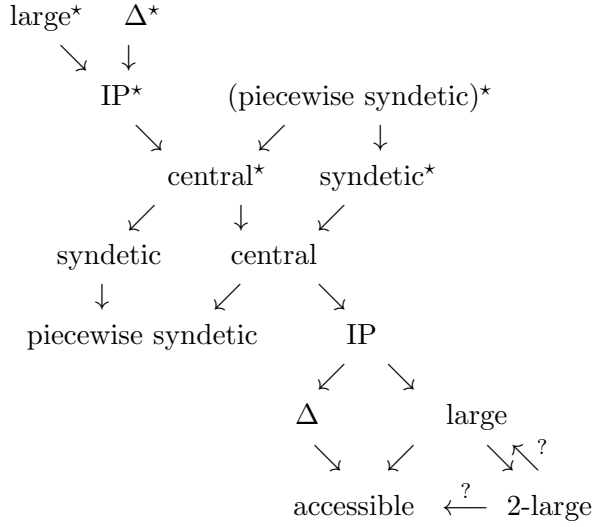 large⋆ Δ⋆
IP⋆ (piecewise syndetic)⋆
central⋆ syndetic⋆
syndetic central
piecewise syndetic IP
Δ large
?
accessible ? 2-large